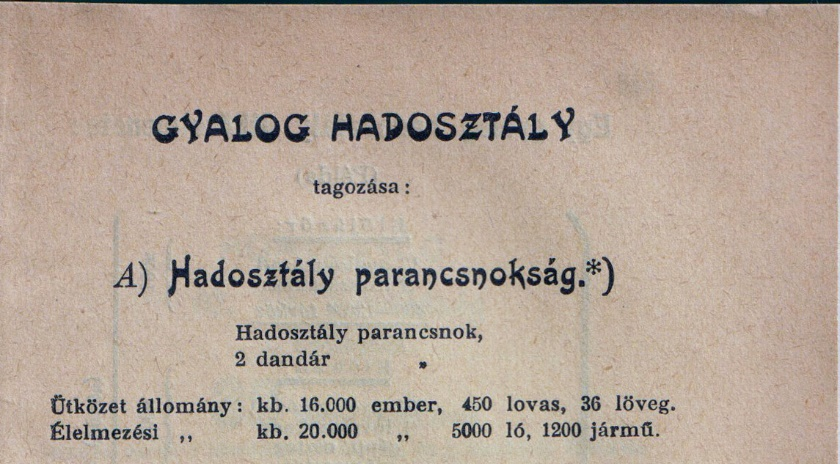 GYALOG HADOSZTÁLY
tagozása :
A) Hadosztály parancsnokság.*)
Hadosztály parancsnok,
2 dandár „
Ütközet állomány : kb. 16.000 ember, 450 lovas, 36 löveg.
Élelmezési ,, kb. 20.000 ,, 5000 ló, 1200 jármű.